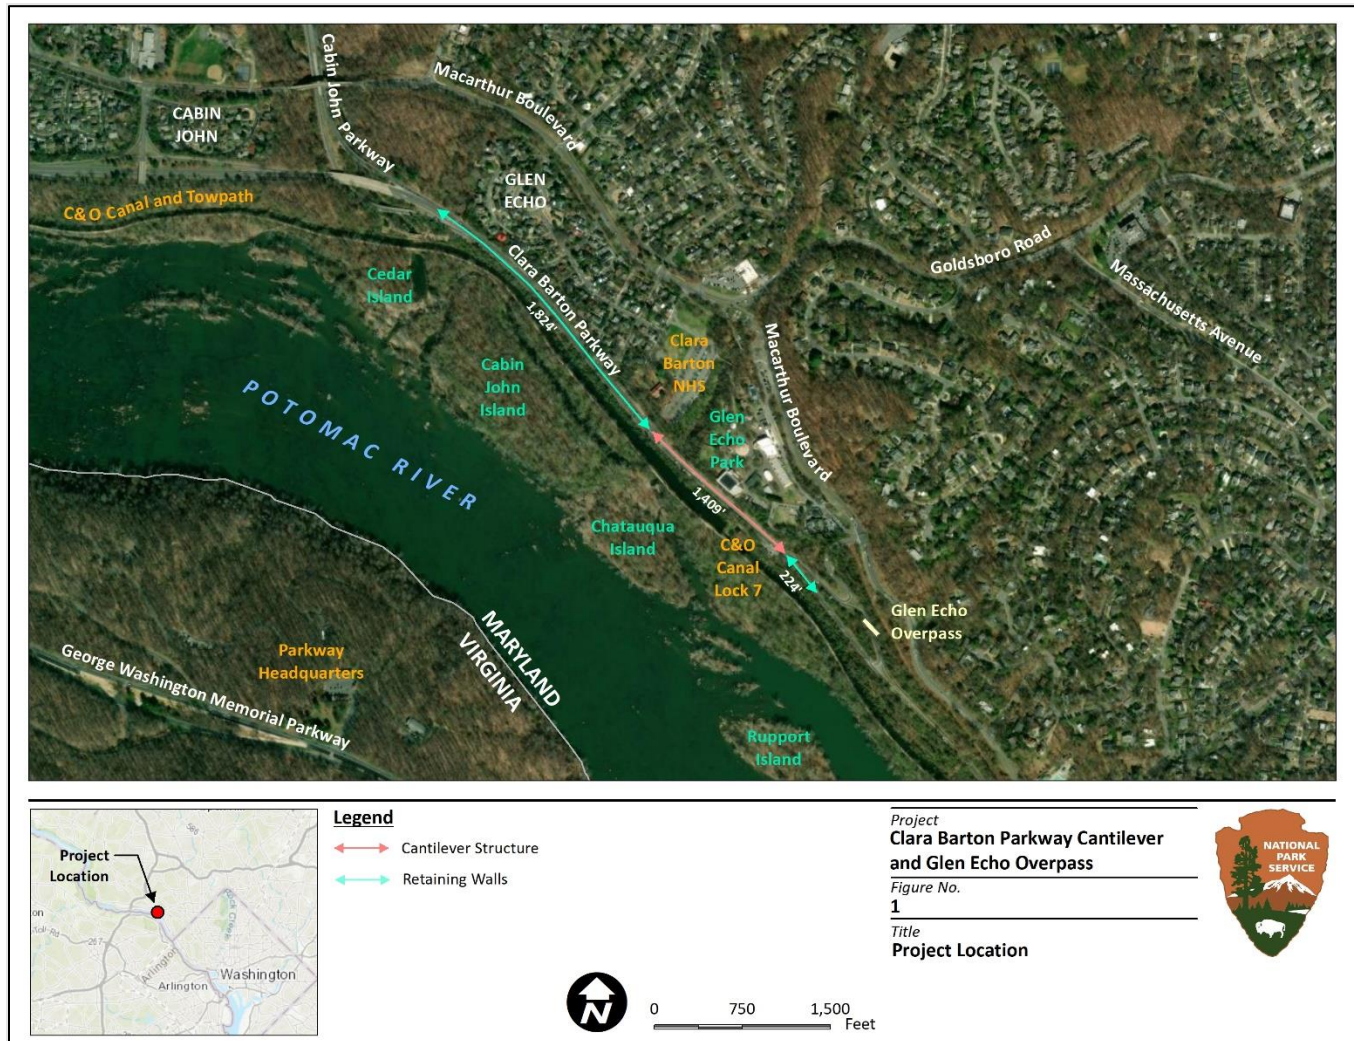 Cabin John Parkway
Macarthur Boulevard
CABIN
JOHN
GLEN
ECHO
C&O Canal and Towpath
Goldsboro Road
Massachusetts Avenue
Cedar
Island
Clara Barton Parkway
1,824'
Cabin
John
Island
Clara
Barton
NHS
Macarthur Boulevard
Glen
Echo
Park
POTOMAC RIVER
1,409'
Chatauqua
Island
C&O
Canal
Lock 7
224'
Glen Echo
Overpass
MARYLAND
VIRGINIA
Parkway
Headquarters
George Washington Memorial Parkway
Rupport
Island
Project
Location
267
Arlington
Arlington
Washington
Legend
Cantilever Structure
Retaining Walls
N
0 750 1,500
Feet
Project
Clara Barton Parkway Cantilever
and Glen Echo Overpass
Figure No.
1
Title
Project Location
NATIONAL
PARK
SERVICE